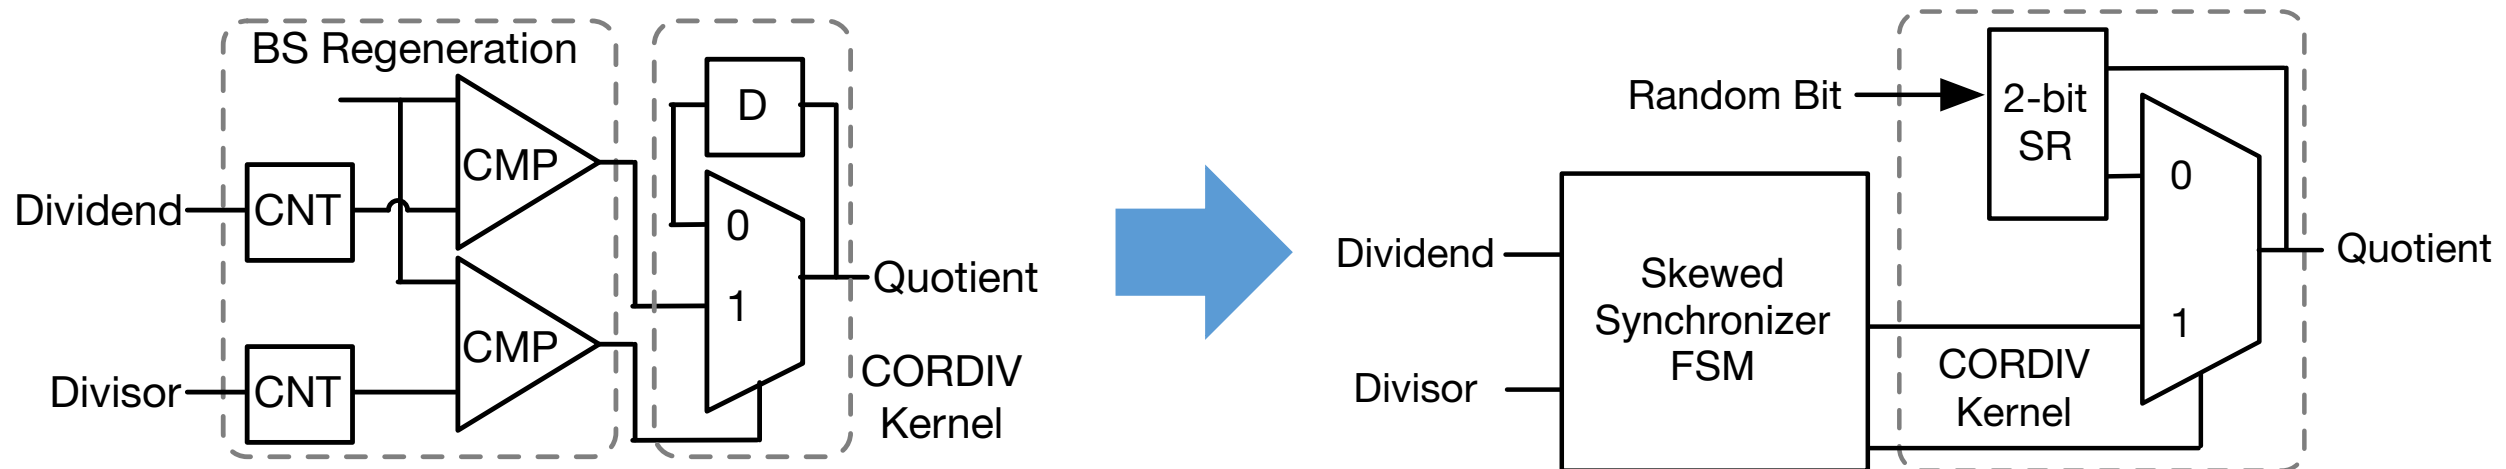 BS Regeneration
D
CMP
Dividend
CNT
0
1
Quotient
CMP
Divisor
CNT
CORDIV
Kernel
Random Bit
2-bit
SR
0
Dividend
Skewed
Synchronizer
FSM
Quotient
1
Divisor
CORDIV
Kernel